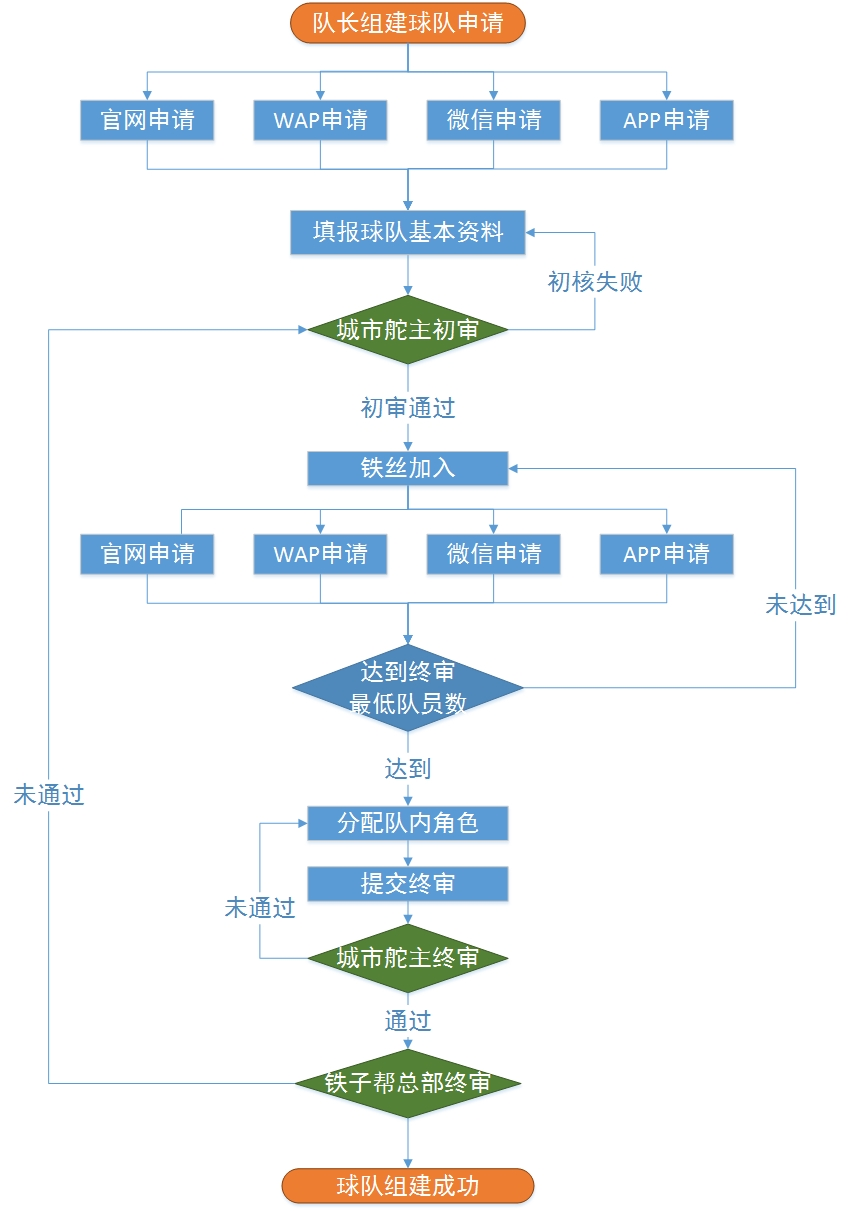 队长组建球队申请
官网申请
WAP申请
微信申请
APP申请
填报球队基本资料
初核失败
城市舵主初审
初审通过
铁丝加入
官网申请
WAP申请
微信申请
APP申请
未达到
达到终审
最低队员数
达到
未通过
分配队内角色
提交终审
未通过
城市舵主终审
通过
铁子帮总部终审
球队组建成功